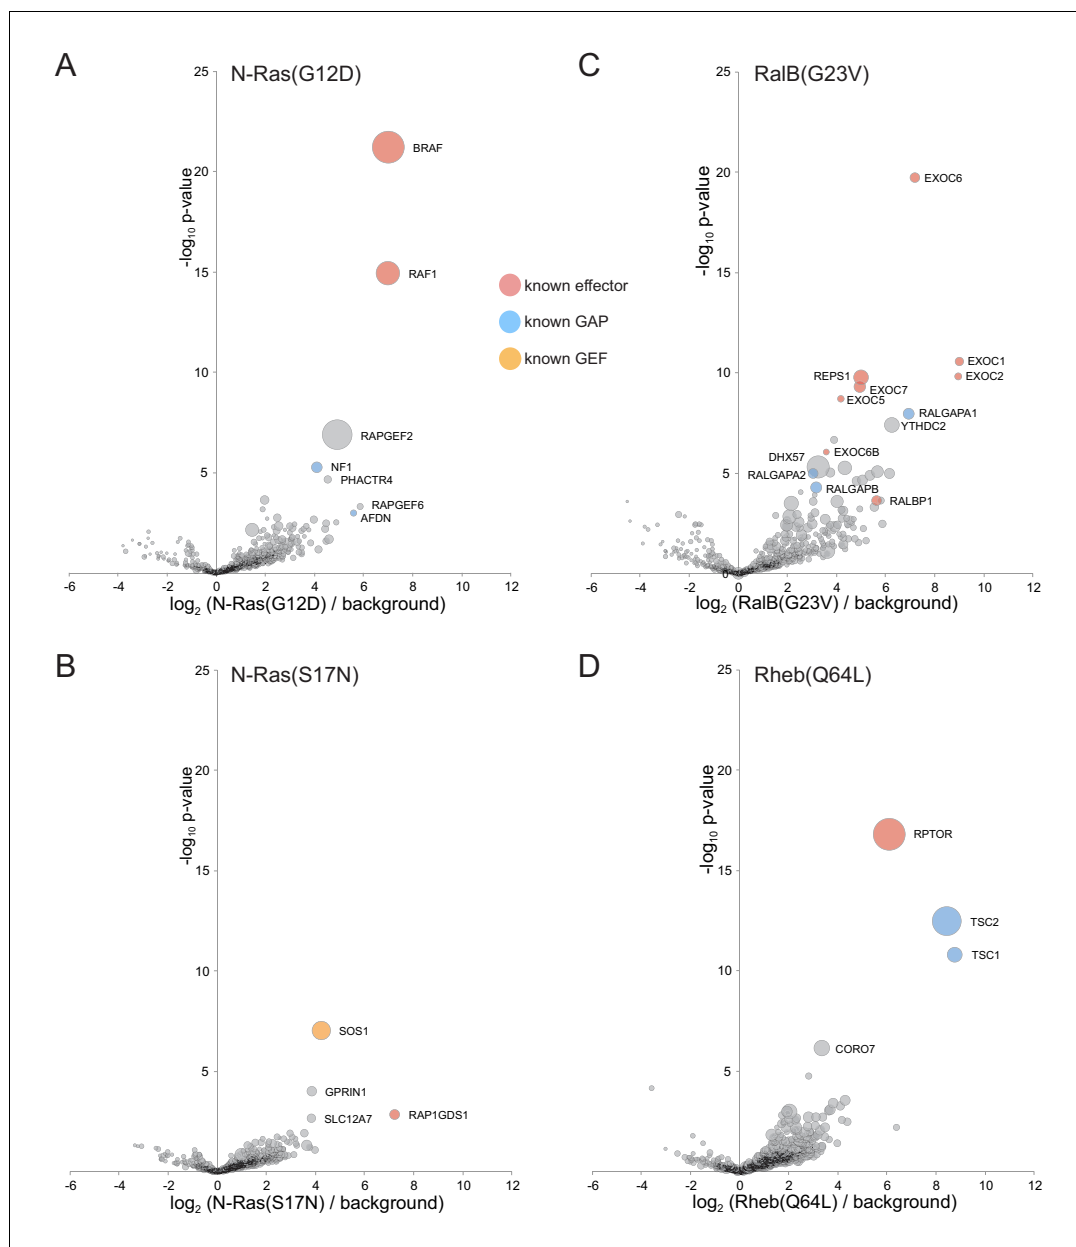 A
N-Ras(G12D)
25
20
15
10
5
-log10 p-value
BRAF
RAF1
RAPGEF2
NF1
PHACTR4
RAPGEF6
AFDN
-6 -4 -2 0 2 4 6 8 10 12
log2 (N-Ras(G12D) / background)
known effector
known GAP
known GEF
C
RalB(G23V)
25
20
15
10
5
0
-log10 p-value
EXOC6
EXOC1
EXOC2
REPS1
EXOC7
EXOC5
RALGAPA1
YTHDC2
EXOC6B
DHX57
RALGAPA2
RALGAPB
RALBP1
-6 -4 -2 0 2 4 6 8 10 12
log2 (RalB(G23V) / background)
B
N-Ras(S17N)
25
20
15
10
5
-log10 p-value
SOS1
GPRIN1
SLC12A7
RAP1GDS1
-6 -4 -2 0 2 4 6 8 10 12
log2 (N-Ras(S17N) / background)
D
Rheb(Q64L)
25
20
15
10
5
-log10 p-value
RPTOR
TSC2
TSC1
CORO7
-6 -4 -2 0 2 4 6 8 10 12
log2 (Rheb(Q64L) / background)